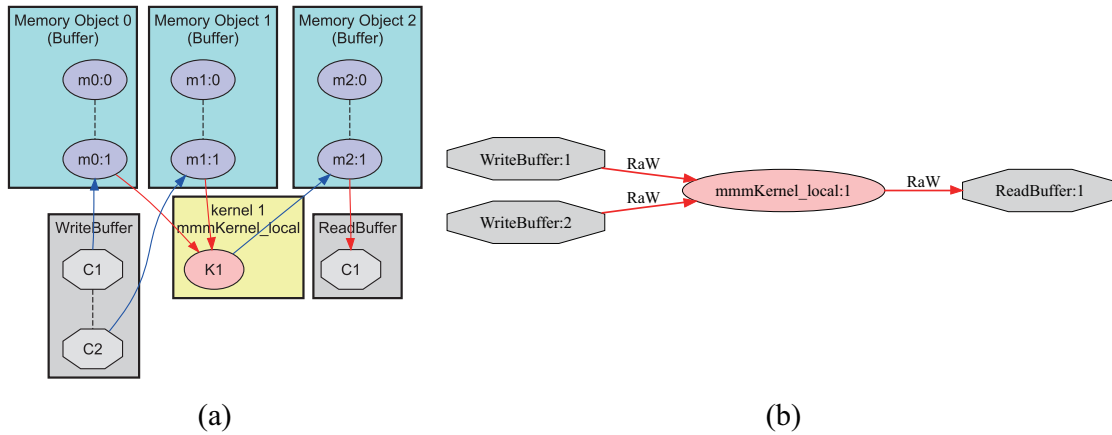 Memory Object 0
(Buffer)
Memory Object 1
(Buffer)
Memory Object 2
(Buffer)
m0:0
m1:0
m2:0
m0:1
m1:1
m2:1
WriteBuffer
C1
C2
kernel 1
mmmKernel_local
K1
ReadBuffer
C1
(a)
WriteBuffer:1
RaW
WriteBuffer:2
RaW
mmmKernel_local:1
RaW
ReadBuffer:1
(b)